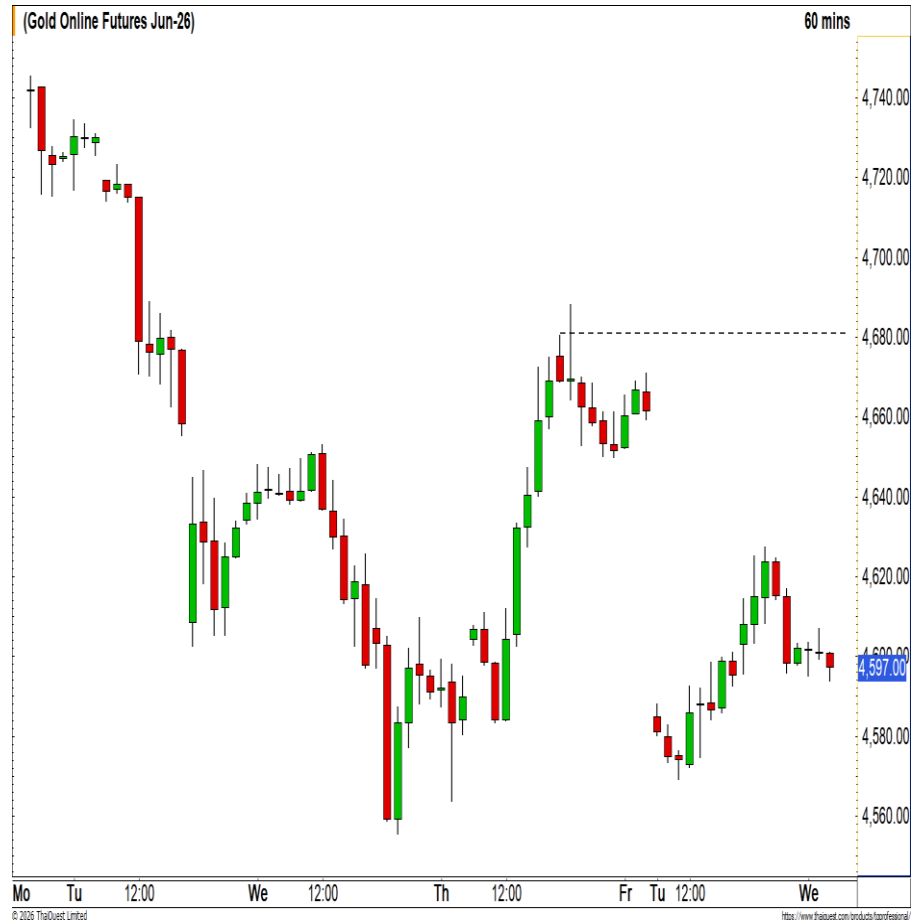 (Gold Online Futures Jun-26)
60 mins
4,740.00
4,720.00
4,700.00
4,680.00
4,660.00
4,640.00
4,620.00
4,600.00
4,597.00
4,580.00
4,560.00
Mo Tu 12:00 We 12:00 Th 12:00 Fr Tu 12:00 We
© 2026 ThaiQuest Limited
https://www.thaiquest.com/products/tqprofessional/